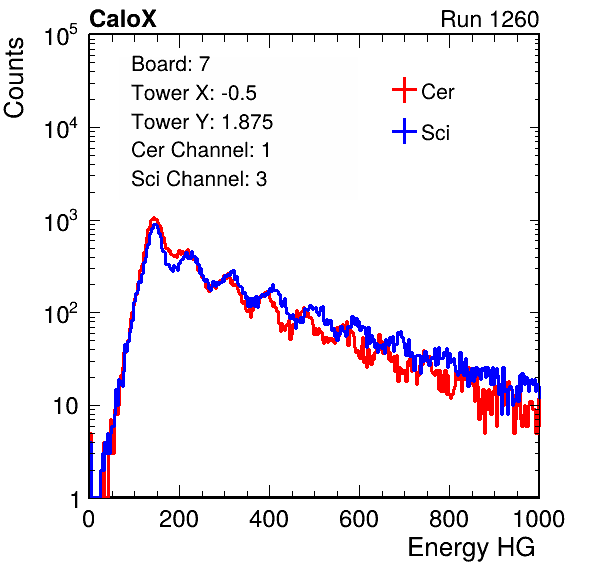 CaloX Run 1260
Counts
10^5
10^4
10^3
10^2
10
1
Board: 7
Tower X: -0.5
Tower Y: 1.875
Cer Channel: 1
Sci Channel: 3
Cer
Sci
0 200 400 600 800 1000
Energy HG